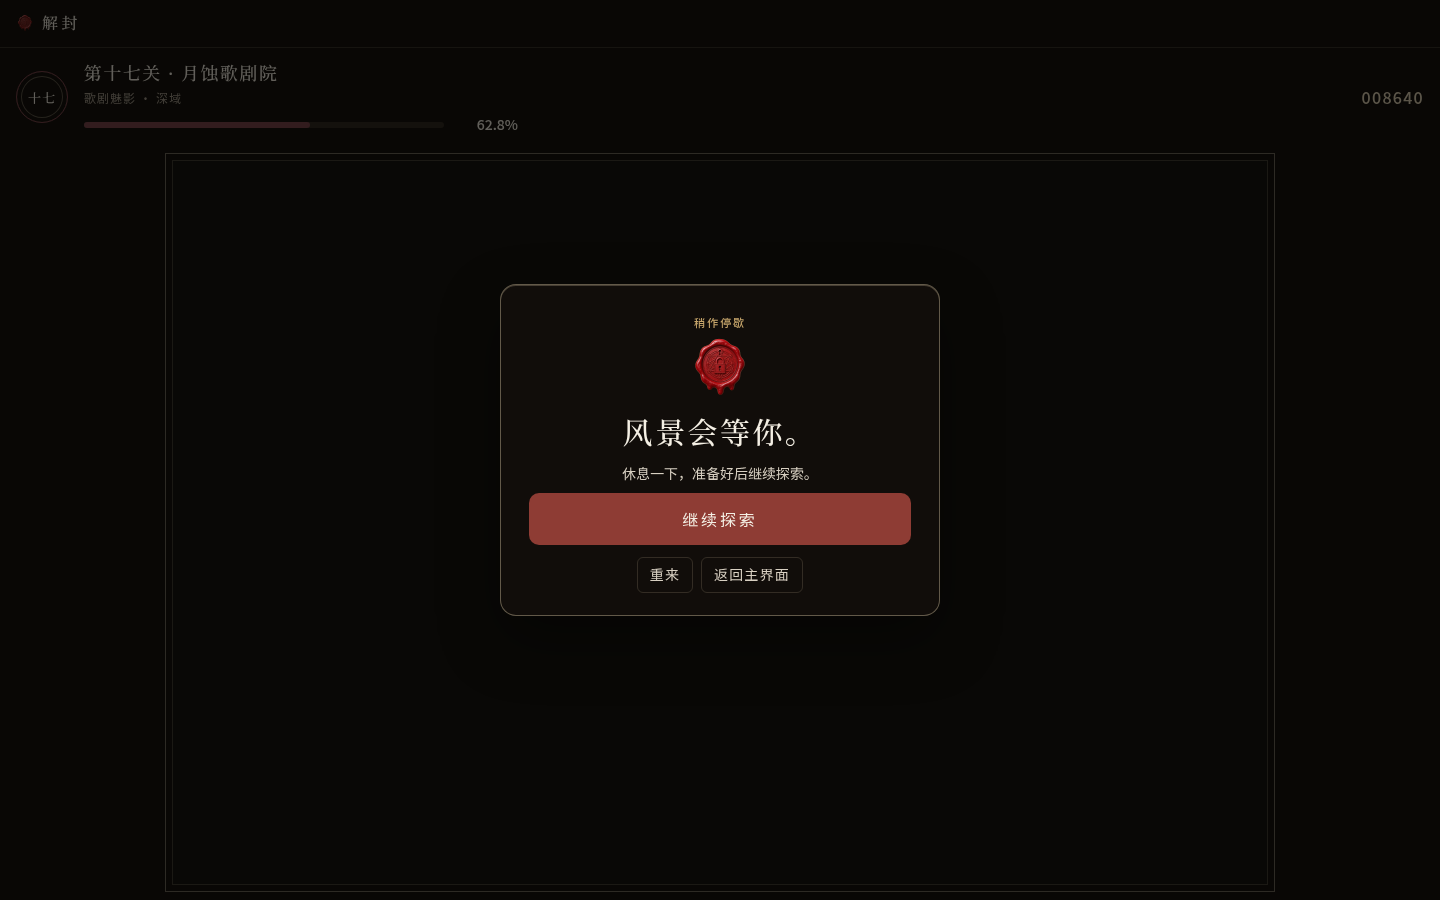 解封
第十七关 · 月蚀歌剧院
十七
歌剧魅影 · 深域
008640
62.8%
稍作停歇
风景会等你。
休息一下，准备好后继续探索。
继续探索
重来
返回主界面